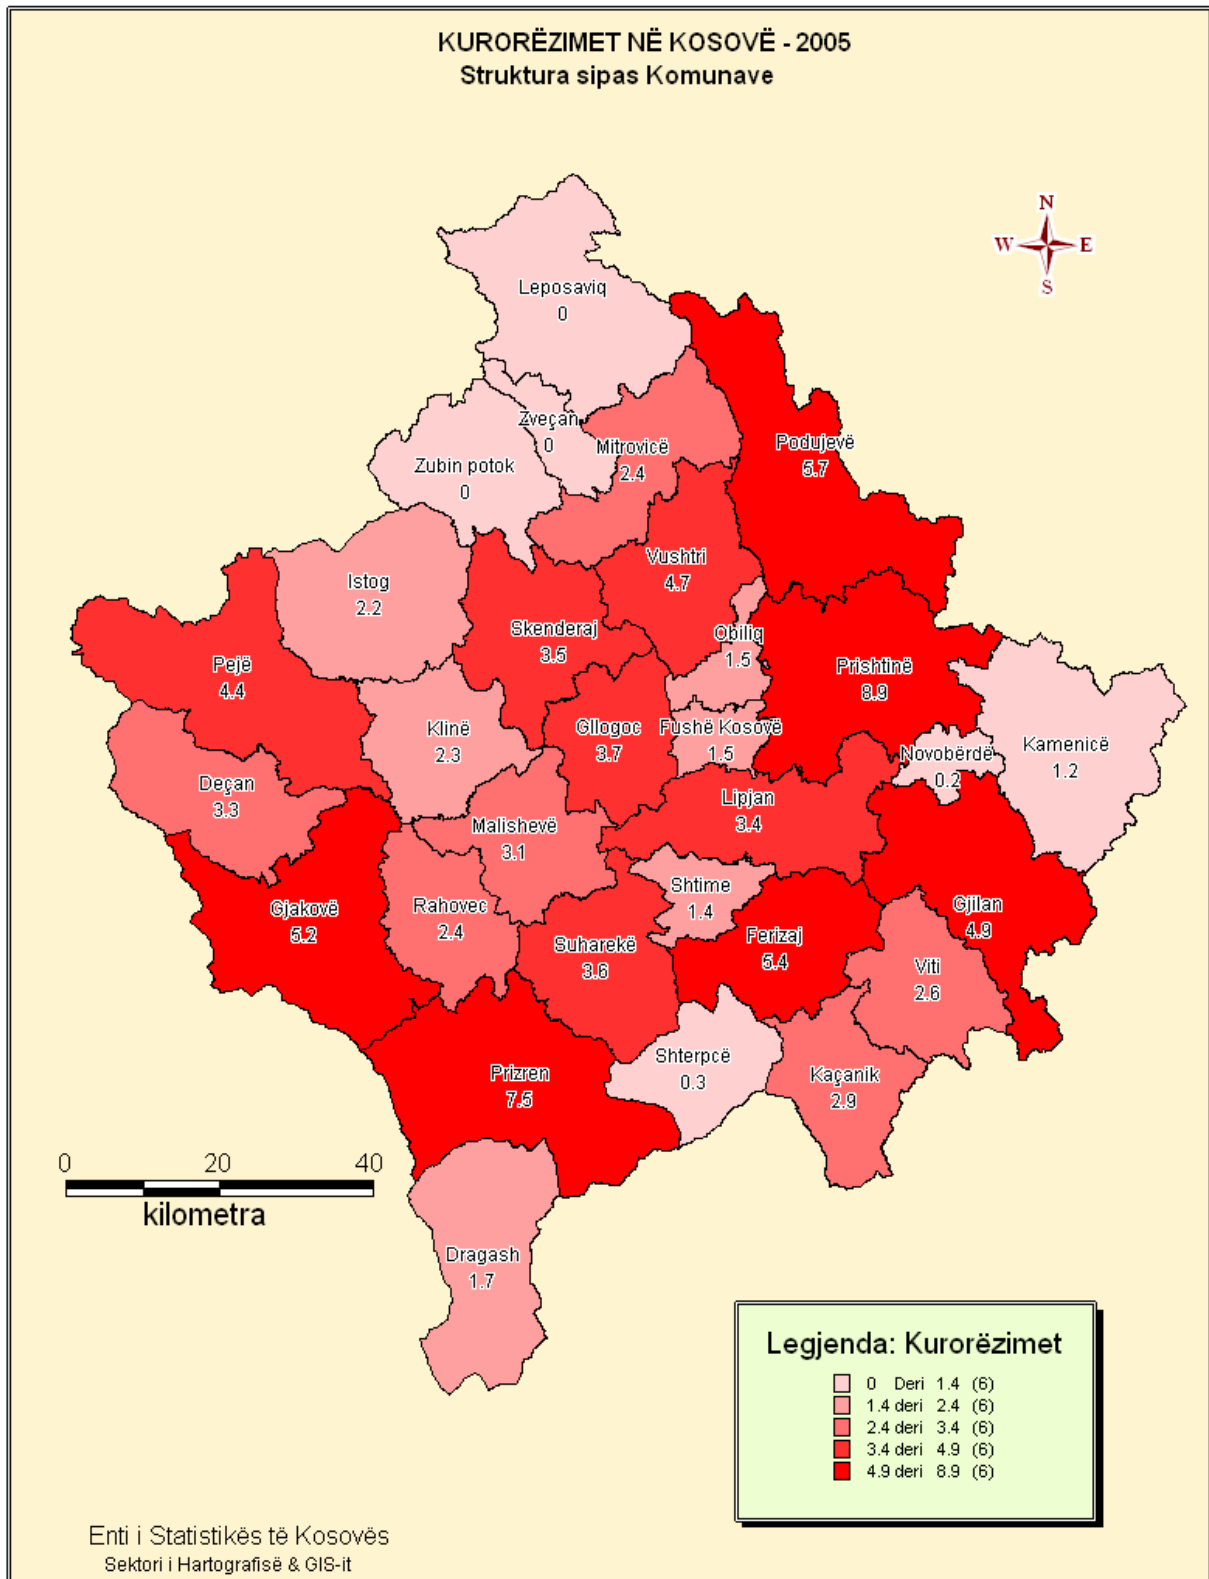 KURORËZIMET NË KOSOVË - 2005
Struktura sipas Komunave
N
W E
S
Leposaviq
0
Zveçan
0
Mitrovicë
2.4
Podujevë
5.7
Zubin potok
0
Vushtri
4.7
Istog
2.2
Skenderaj
3.5
Obiliq
1.5
Prishtinë
8.9
Pejë
4.4
Klinë
2.3
Gllogoc
3.7
Fushë Kosovë
1.5
Novobërdë
0.2
Kamenicë
1.2
Deçan
3.3
Lipjan
3.4
Malishevë
3.1
Shtime
1.4
Gjakovë
5.2
Rahovec
2.4
Suharekë
3.6
Ferizaj
5.4
Gjilan
4.9
Viti
2.6
Shterpcë
0.3
Prizren
7.5
Kaçanik
2.9
0 20 40
kilometra
Dragash
1.7
Legjenda: Kurorëzimet
0 Deri 1.4 (6)
1.4 deri 2.4 (6)
2.4 deri 3.4 (6)
3.4 deri 4.9 (6)
4.9 deri 8.9 (6)
Enti i Statistikës të Kosovës
Sektori i Hartografisë & GIS-it